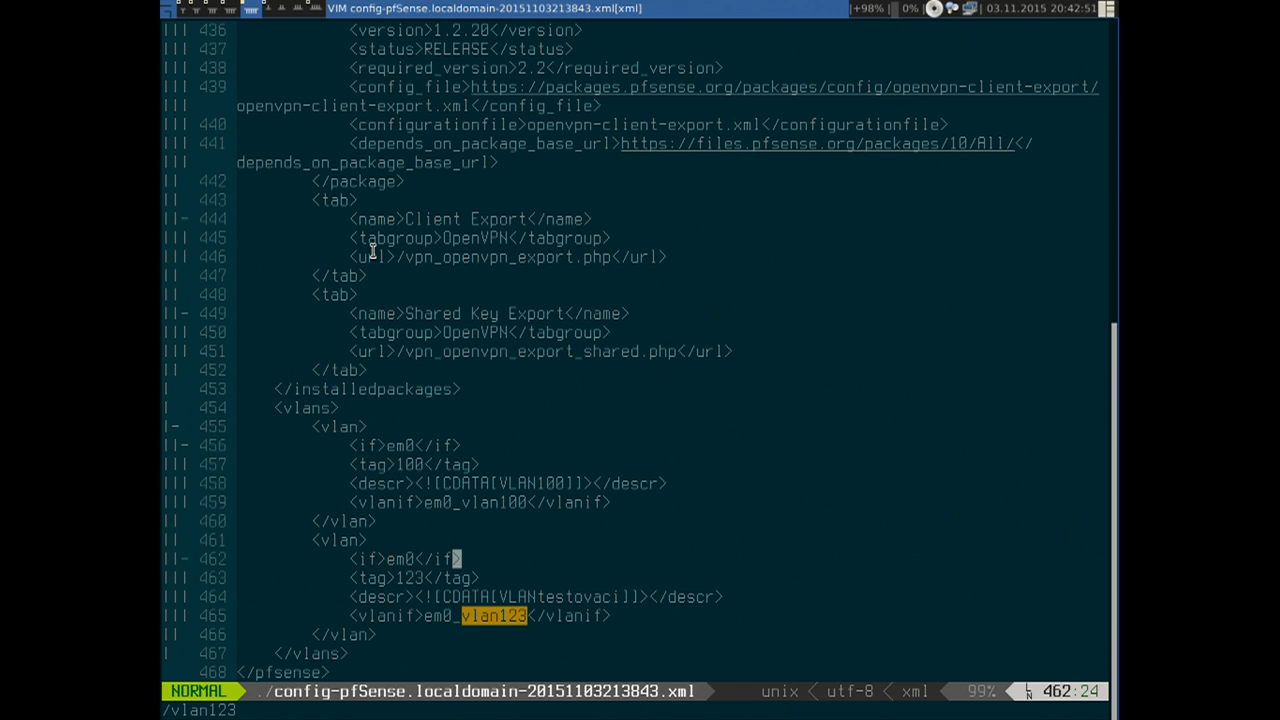 VIM config-pfSense.localdomain-20151103213843.xml[xml] |+98% | 0% 03.11.2015 20:42:51
436 <version>1.2.20</version>
437 <status>RELEASE</status>
438 <required_version>2.2</required_version>
439 <config_file>https://packages.pfsense.org/packages/config/openvpn-client-export/
openvpn-client-export.xml</config_file>
440 <configurationfile>openvpn-client-export.xml</configurationfile>
441 <depends_on_package_base_url>https://files.pfsense.org/packages/10/All/</
depends_on_package_base_url>
442 </package>
443 <tab>
444 <name>Client Export</name>
445 <tabgroup>OpenVPN</tabgroup>
446 <url>/vpn_openvpn_export.php</url>
447 </tab>
448 <tab>
449 <name>Shared Key Export</name>
450 <tabgroup>OpenVPN</tabgroup>
451 <url>/vpn_openvpn_export_shared.php</url>
452 </tab>
453 </installedpackages>
454 <vlans>
455 <vlan>
456 <if>em0</if>
457 <tag>100</tag>
458 <descr><![CDATA[VLAN100]]></descr>
459 <vlanif>em0_vlan100</vlanif>
460 </vlan>
461 <vlan>
462 <if>em0</if>
463 <tag>123</tag>
464 <descr><![CDATA[VLANtestovaci]]></descr>
465 <vlanif>em0_vlan123</vlanif>
466 </vlan>
467 </vlans>
468 </pfsense>
NORMAL ./config-pfSense.localdomain-20151103213843.xml unix < utf-8 < xml 99% LN 462:24
/vlan123